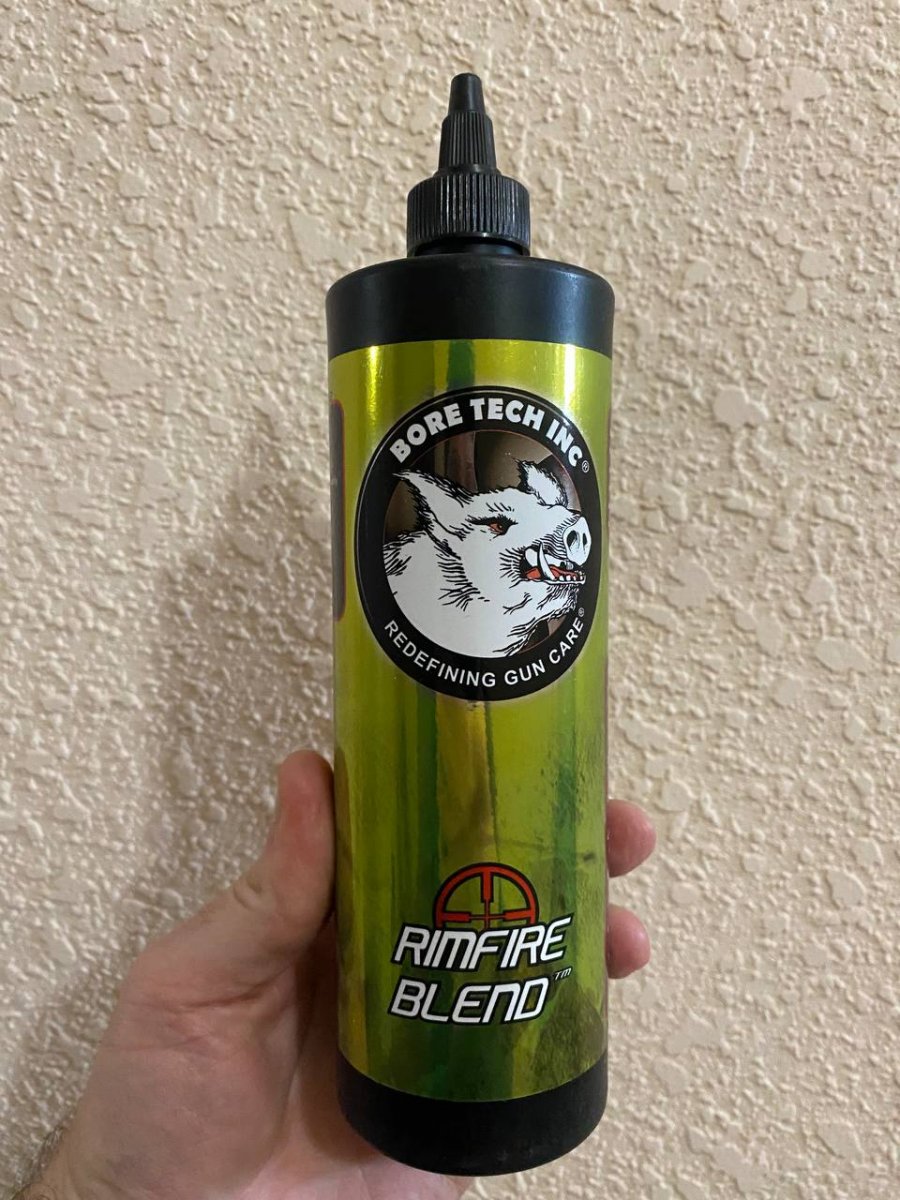 BORE TECH INC®
REDEFINING GUN CARE®
RIMFIRE
BLEND™